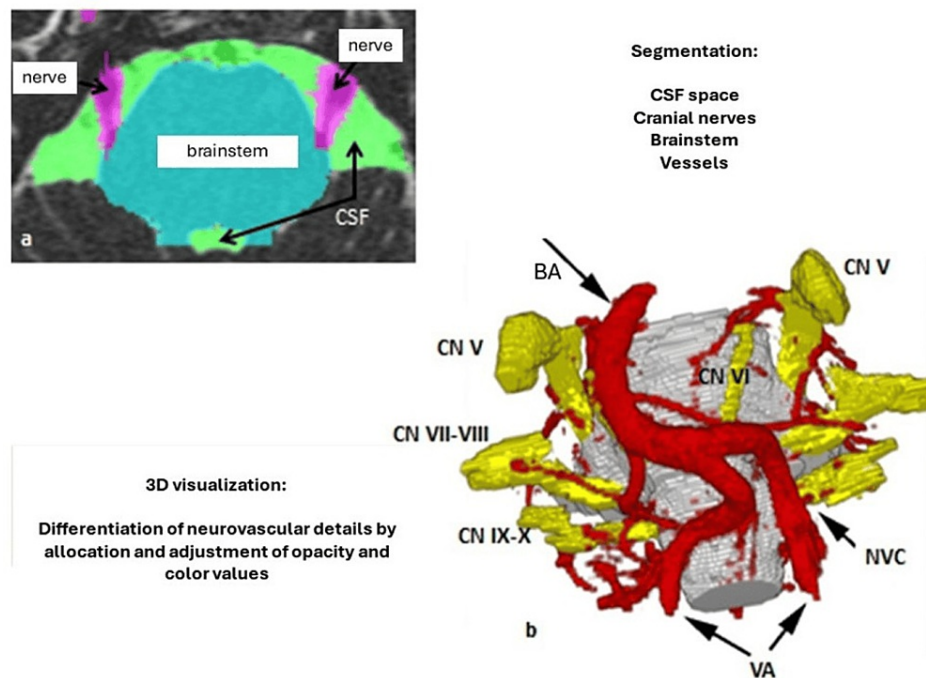 nerve
nerve
brainstem
CSF
a
Segmentation:
CSF space
Cranial nerves
Brainstem
Vessels
BA
CN V
CN V
CN VI
CN VII-VIII
CN IX-X
NVC
VA
b
3D visualization:
Differentiation of neurovascular details by
allocation and adjustment of opacity and
color values